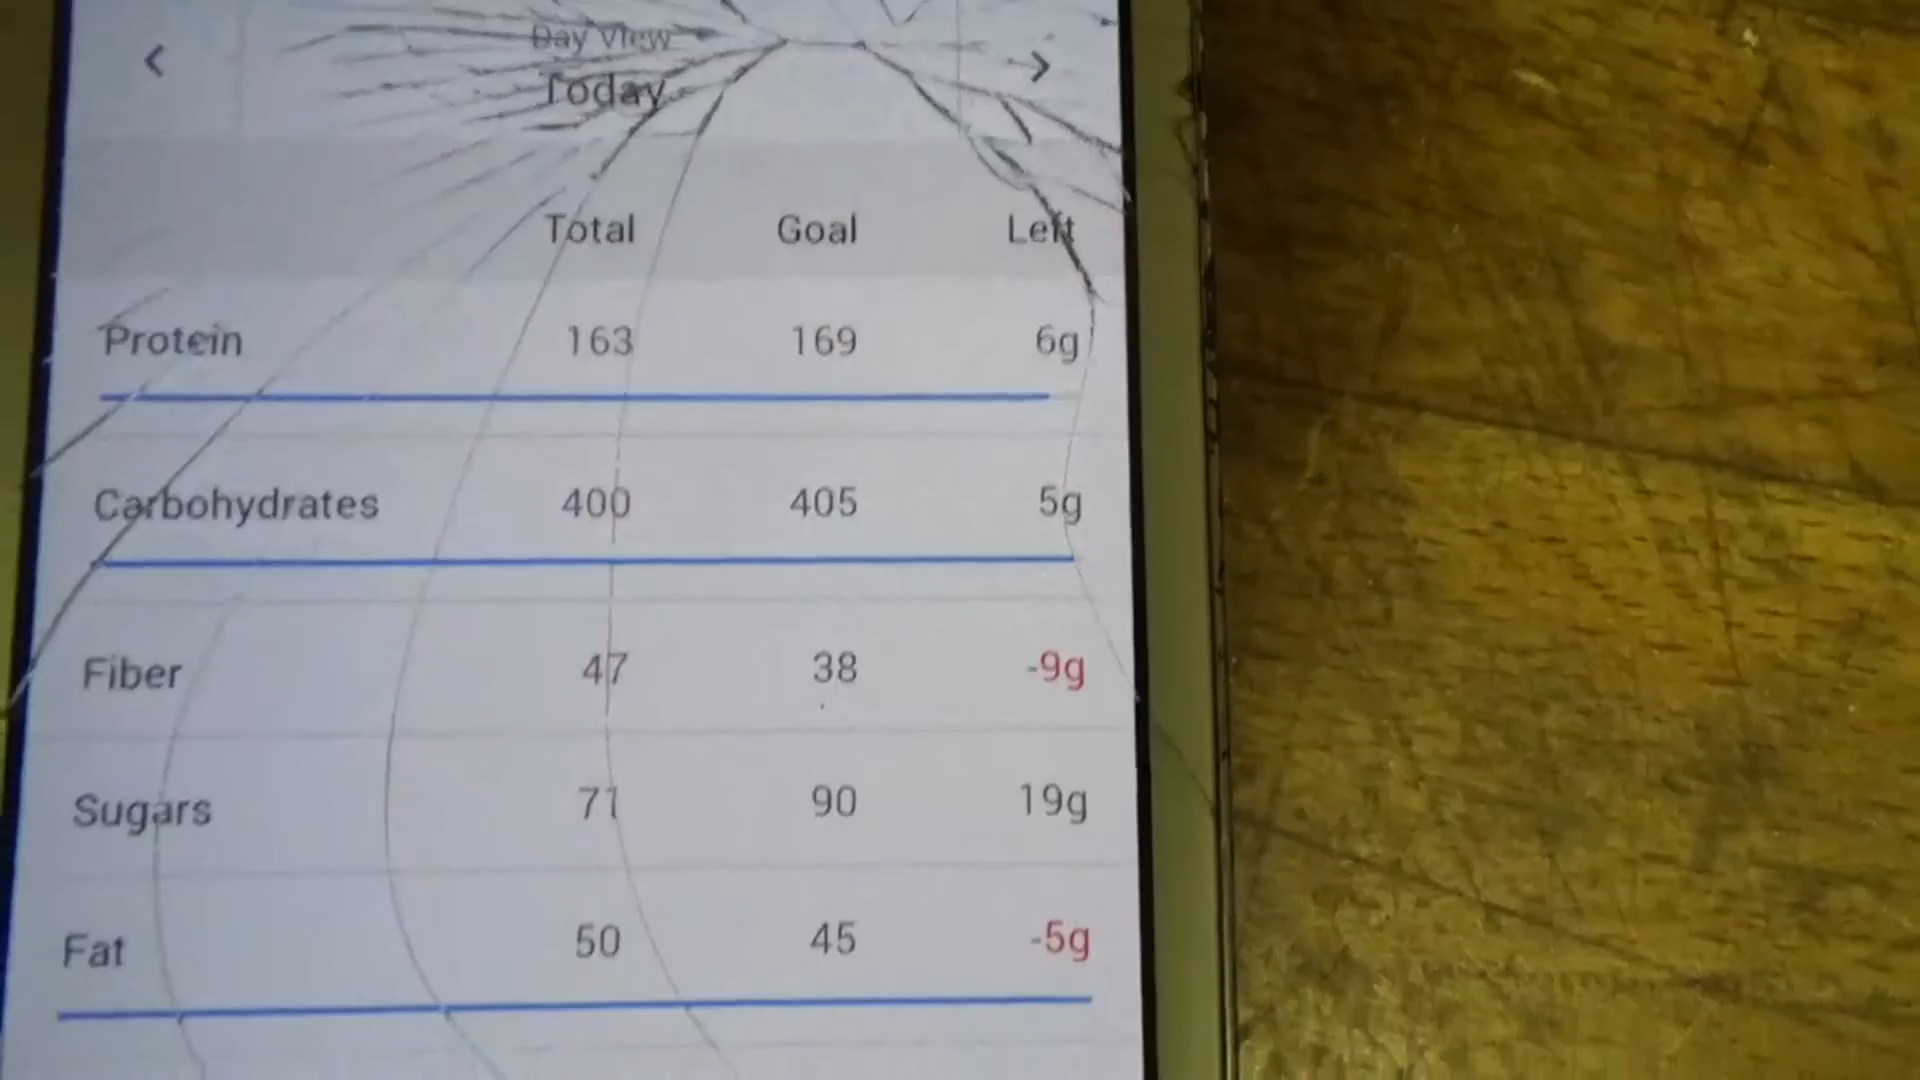 Day View
Today
Total Goal Left
Protein 163 169 6g
Carbohydrates 400 405 5g
Fiber 47 38 -9g
Sugars 71 90 19g
Fat 50 45 -5g